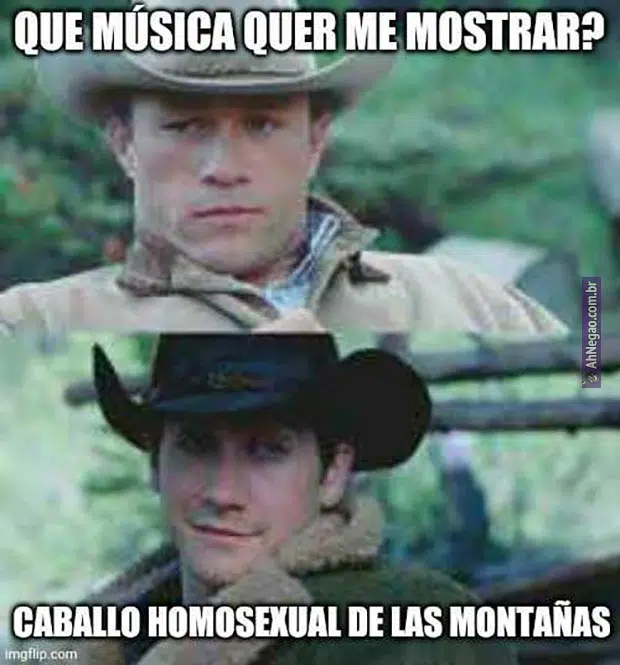 QUE MÚSICA QUER ME MOSTRAR?
AhNegao.com.br
CABALLO HOMOSEXUAL DE LAS MONTAÑAS
imgflip.com